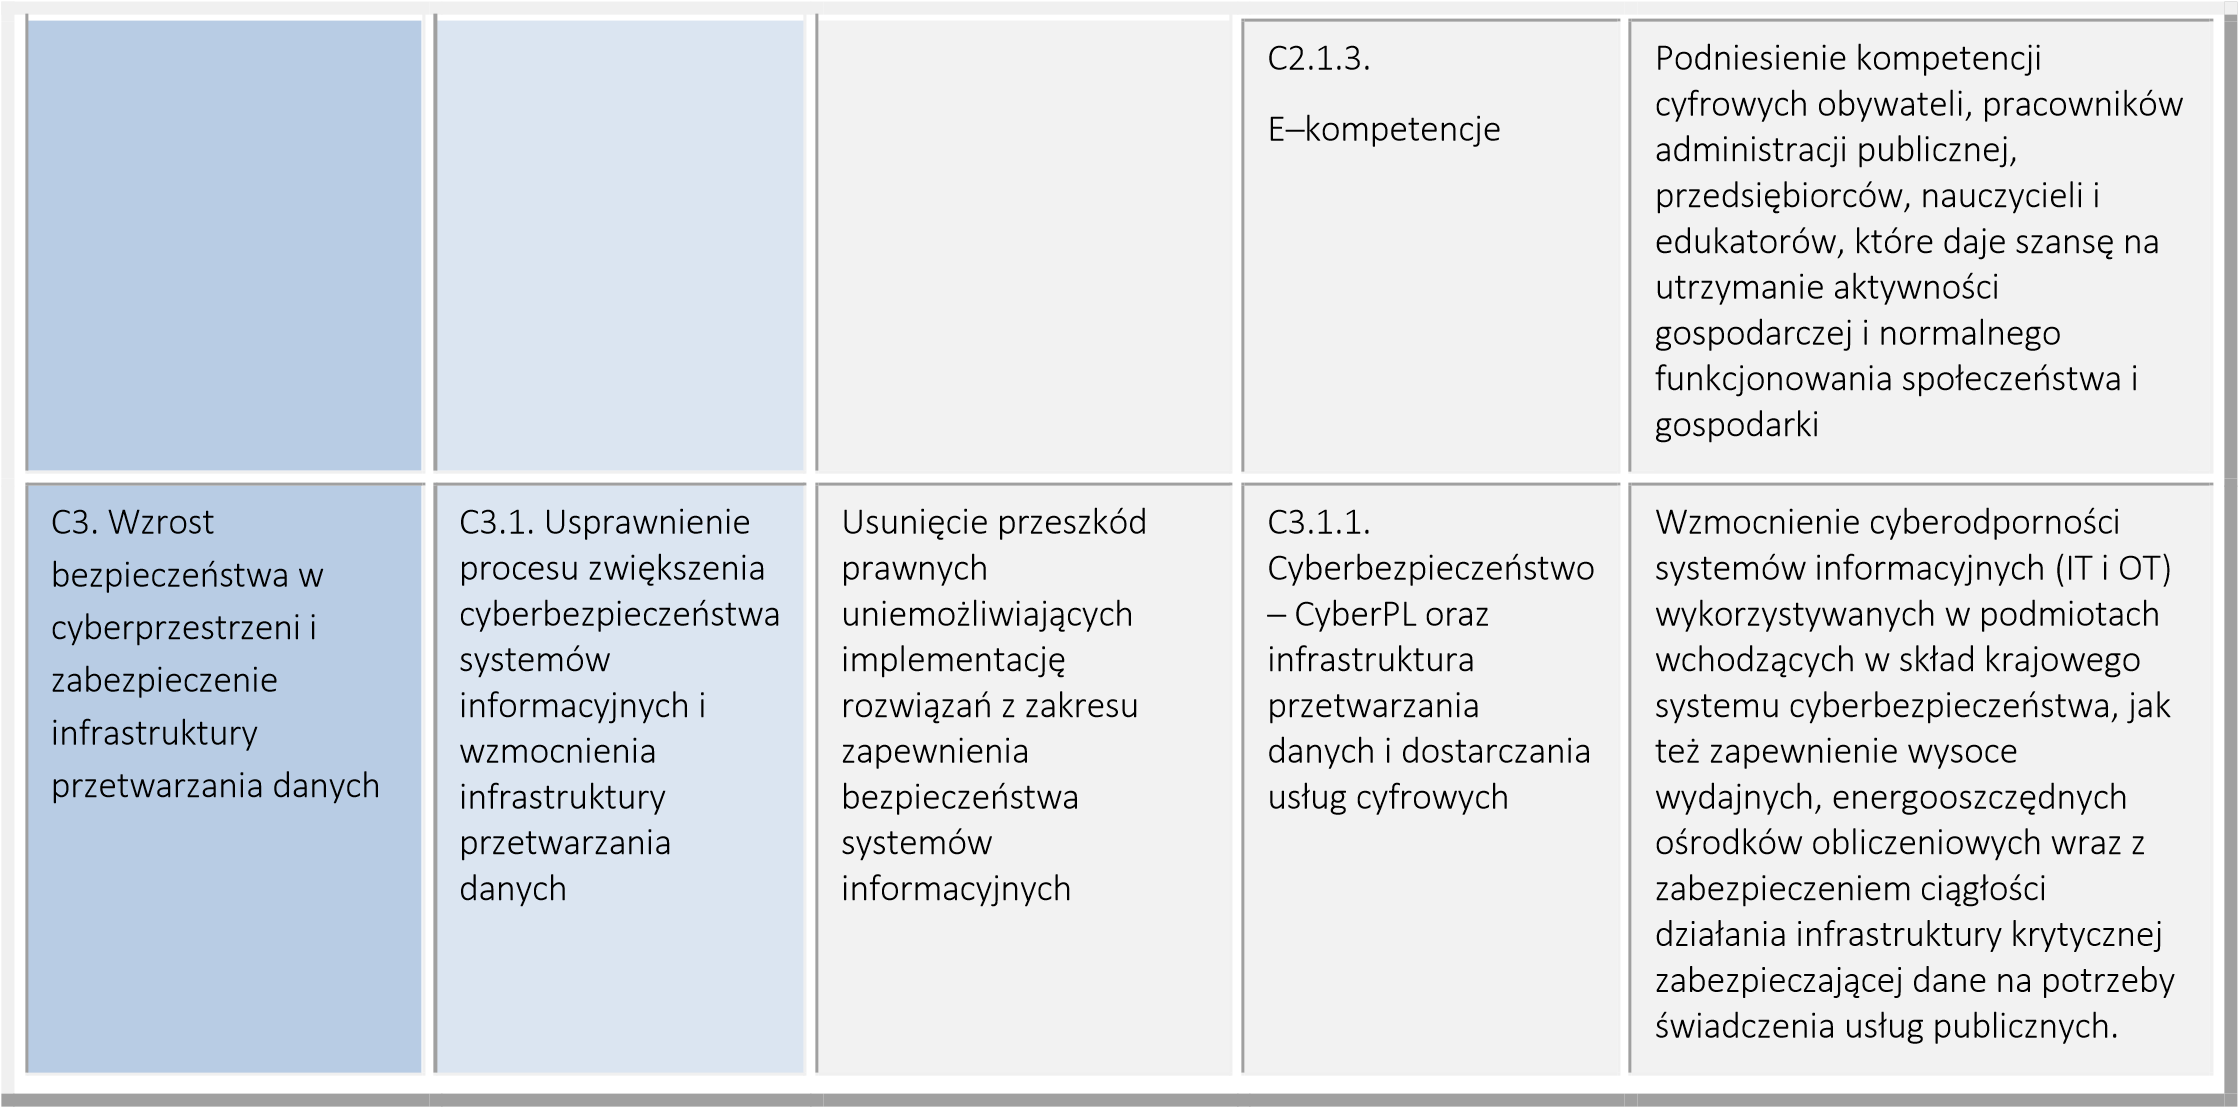 C2.1.3.
E–kompetencje
Podniesienie kompetencji
cyfrowych obywateli, pracowników
administracji publicznej,
przedsiębiorców, nauczycieli i
edukatorów, które daje szansę na
utrzymanie aktywności
gospodarczej i normalnego
funkcjonowania społeczeństwa i
gospodarki
C3. Wzrost
bezpieczeństwa w
cyberprzestrzeni i
zabezpieczenie
infrastruktury
przetwarzania danych
C3.1. Usprawnienie
procesu zwiększenia
cyberbezpieczeństwa
systemów
informacyjnych i
wzmocnienia
infrastruktury
przetwarzania
danych
Usunięcie przeszkód
prawnych
uniemożliwiających
implementację
rozwiązań z zakresu
zapewnienia
bezpieczeństwa
systemów
informacyjnych
C3.1.1.
Cyberbezpieczeństwo
– CyberPL oraz
infrastruktura
przetwarzania
danych i dostarczania
usług cyfrowych
Wzmocnienie cyberodporności
systemów informacyjnych (IT i OT)
wykorzystywanych w podmiotach
wchodzących w skład krajowego
systemu cyberbezpieczeństwa, jak
też zapewnienie wysoce
wydajnych, energooszczędnych
ośrodków obliczeniowych wraz z
zabezpieczeniem ciągłości
działania infrastruktury krytycznej
zabezpieczającej dane na potrzeby
świadczenia usług publicznych.